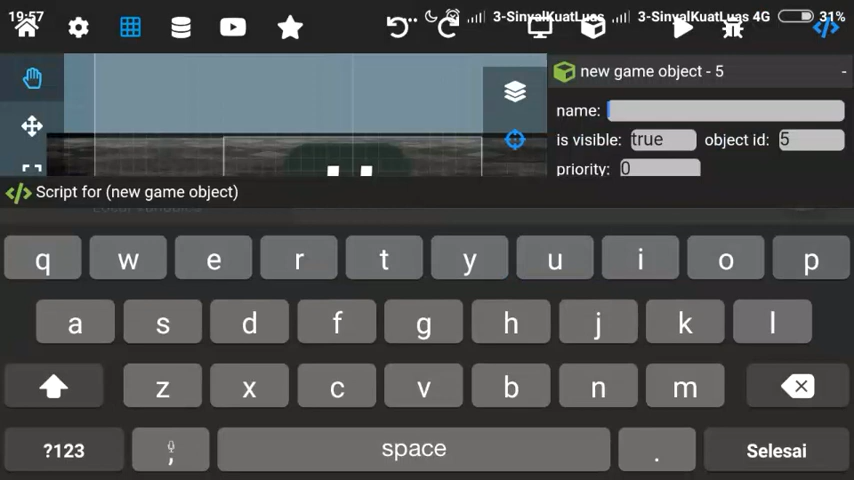 19:57 3-SinyalKuatLuas 3-SinyalKuatLuas 4G 31%
new game object - 5 -
name:
is visible: true object id: 5
priority: 0
Script for (new game object)
q w e r t y u i o p
a s d f g h j k l
z x c v b n m
?123 , space . Selesai